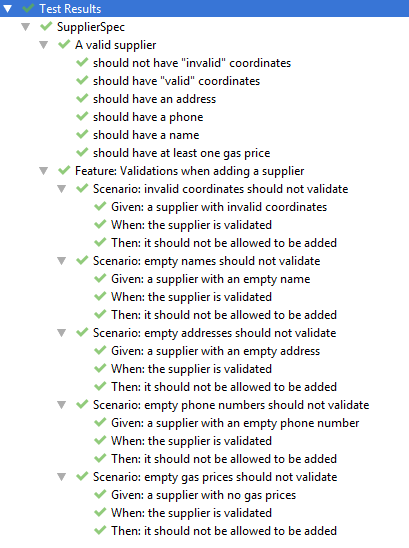 Test Results
SupplierSpec
A valid supplier
should not have "invalid" coordinates
should have "valid" coordinates
should have an address
should have a phone
should have a name
should have at least one gas price
Feature: Validations when adding a supplier
Scenario: invalid coordinates should not validate
Given: a supplier with invalid coordinates
When: the supplier is validated
Then: it should not be allowed to be added
Scenario: empty names should not validate
Given: a supplier with an empty name
When: the supplier is validated
Then: it should not be allowed to be added
Scenario: empty addresses should not validate
Given: a supplier with an empty address
When: the supplier is validated
Then: it should not be allowed to be added
Scenario: empty phone numbers should not validate
Given: a supplier with an empty phone number
When: the supplier is validated
Then: it should not be allowed to be added
Scenario: empty gas prices should not validate
Given: a supplier with no gas prices
When: the supplier is validated
Then: it should not be allowed to be added